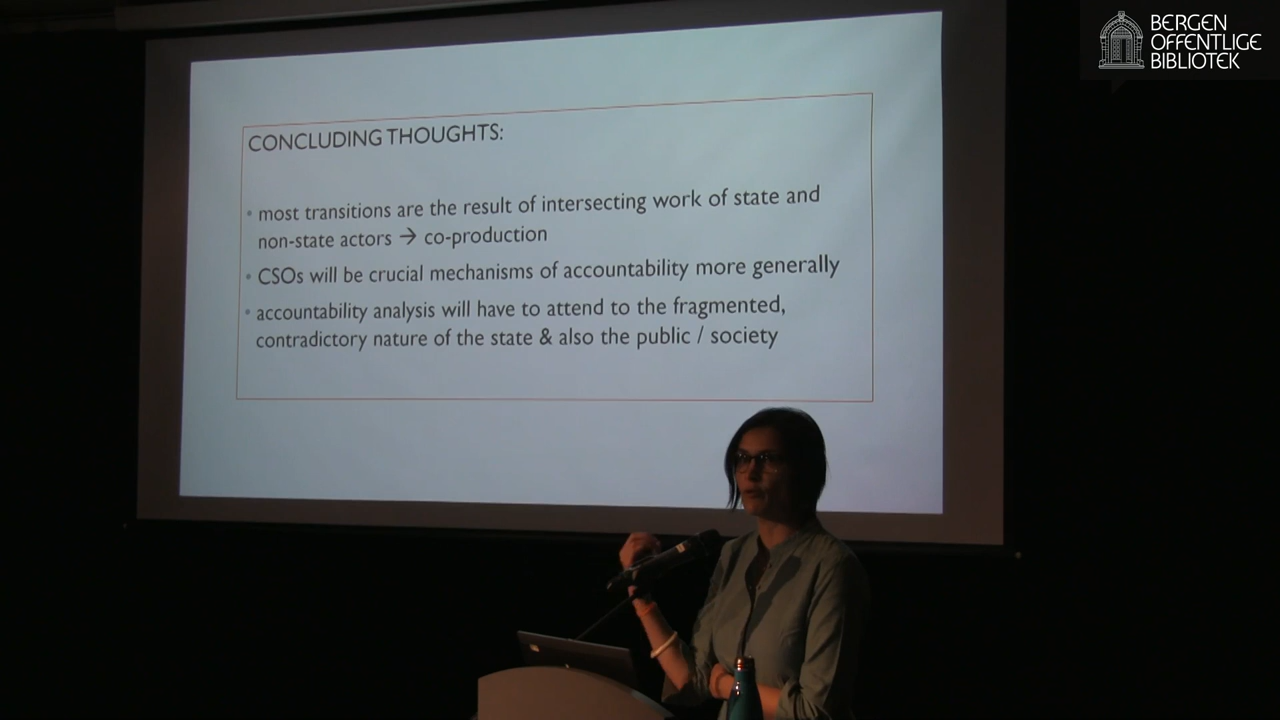 BERGEN
OFFENTLIGE
BIBLIOTEK
CONCLUDING THOUGHTS:
• most transitions are the result of intersecting work of state and
non-state actors → co-production
• CSOs will be crucial mechanisms of accountability more generally
• accountability analysis will have to attend to the fragmented,
contradictory nature of the state & also the public / society